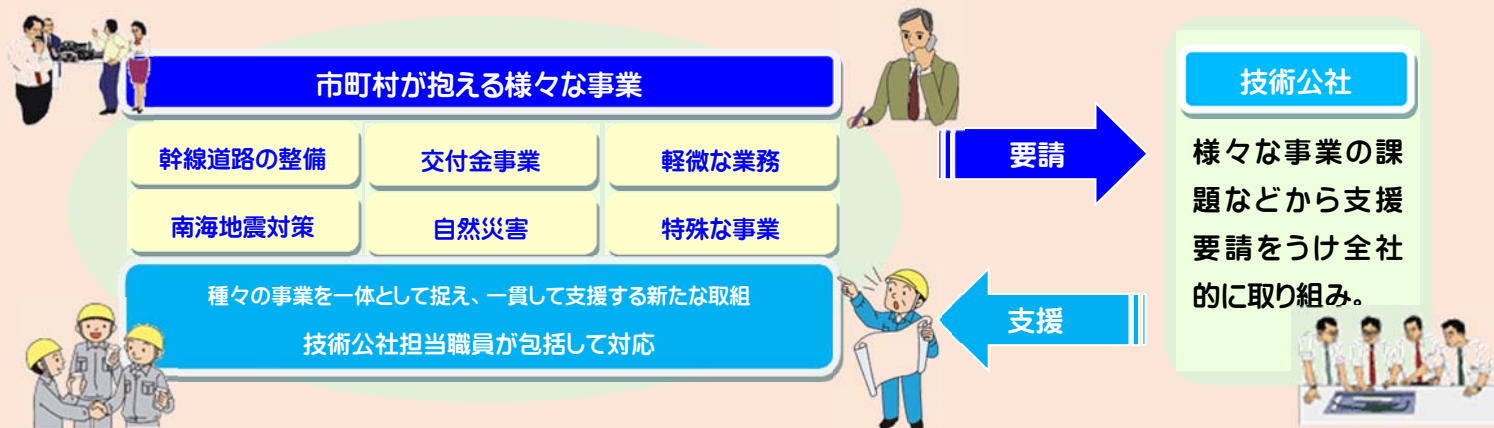 市町村が抱える様々な事業
幹線道路の整備
交付金事業
軽微な業務
南海地震対策
自然災害
特殊な事業
種々の事業を一体として捉え、一貫して支援する新たな取組
技術公社担当職員が包括して対応
要請
支援
技術公社
様々な事業の課
題などから支援
要請をうけ全社
的に取り組み。